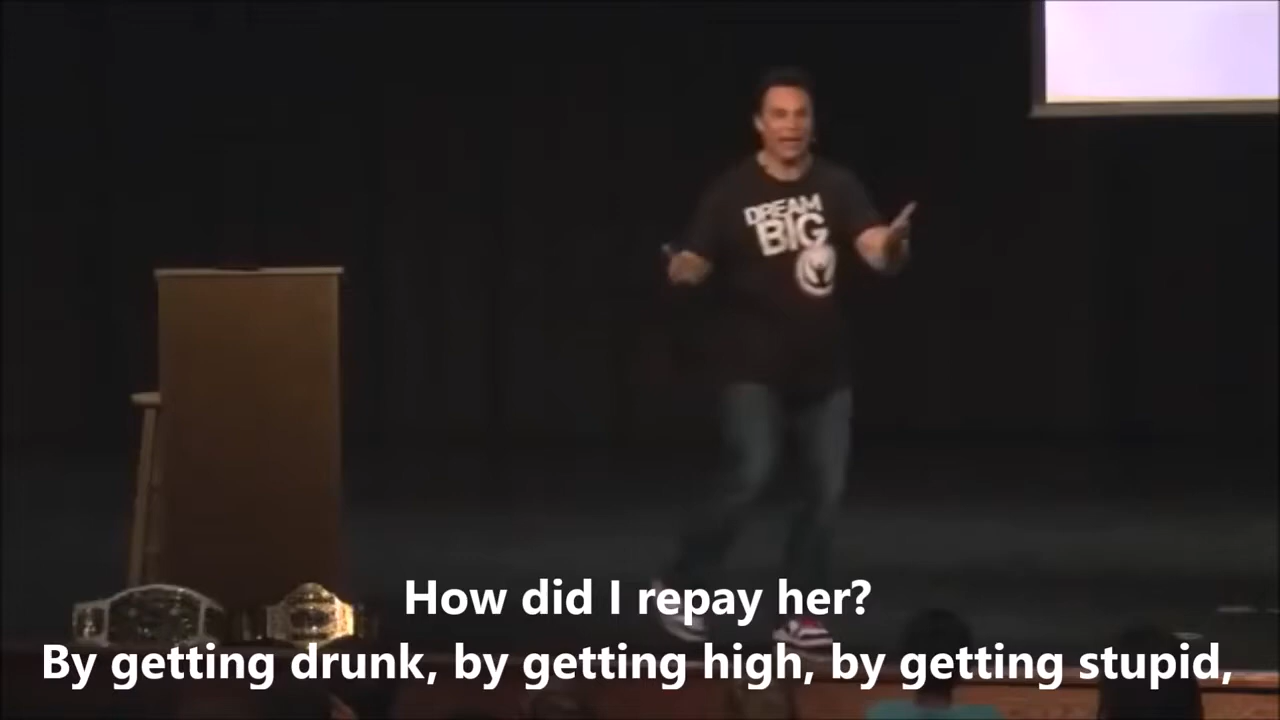 DREAM
BIG
How did I repay her?
By getting drunk, by getting high, by getting stupid,